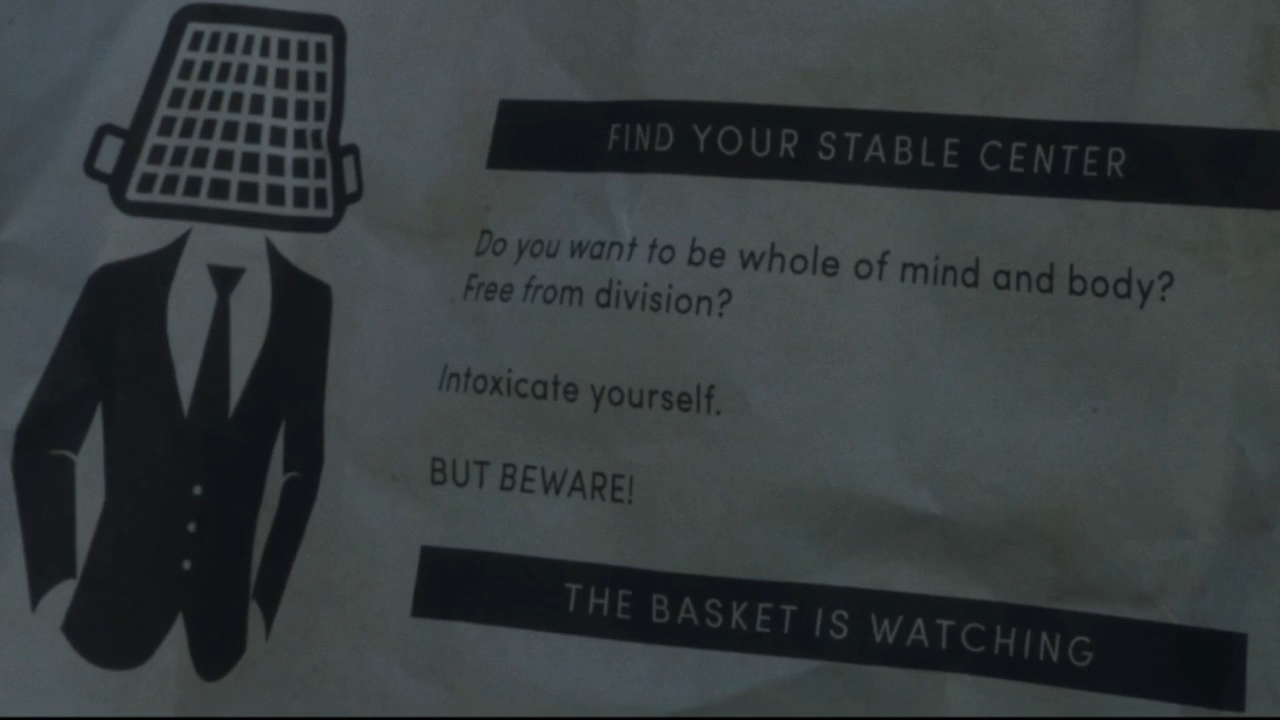 FIND YOUR STABLE CENTER
Do you want to be whole of mind and body?
Free from division?
Intoxicate yourself.
BUT BEWARE!
THE BASKET IS WATCHING